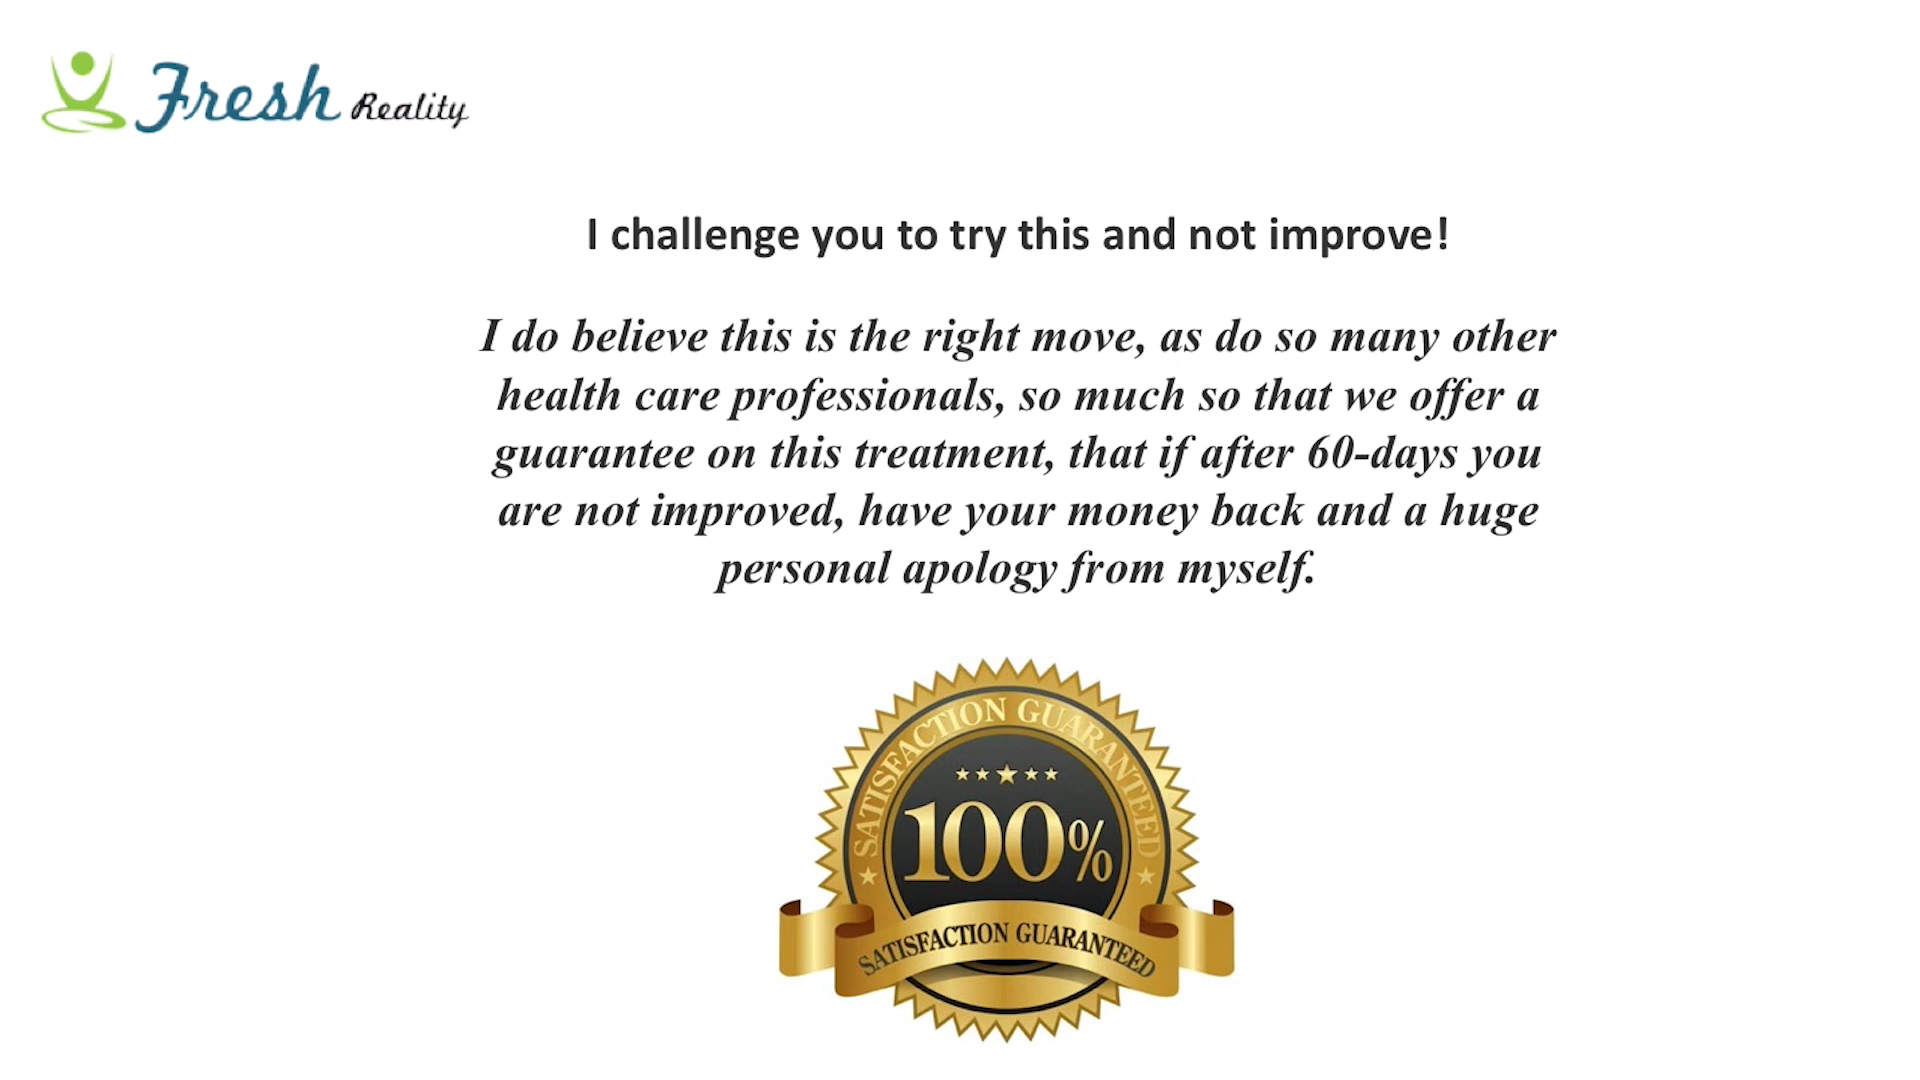 Fresh Reality
I challenge you to try this and not improve!
I do believe this is the right move, as do so many other
health care professionals, so much so that we offer a
guarantee on this treatment, that if after 60-days you
are not improved, have your money back and a huge
personal apology from myself.
SATISFACTION GUARANTEED
100%
SATISFACTION GUARANTEED